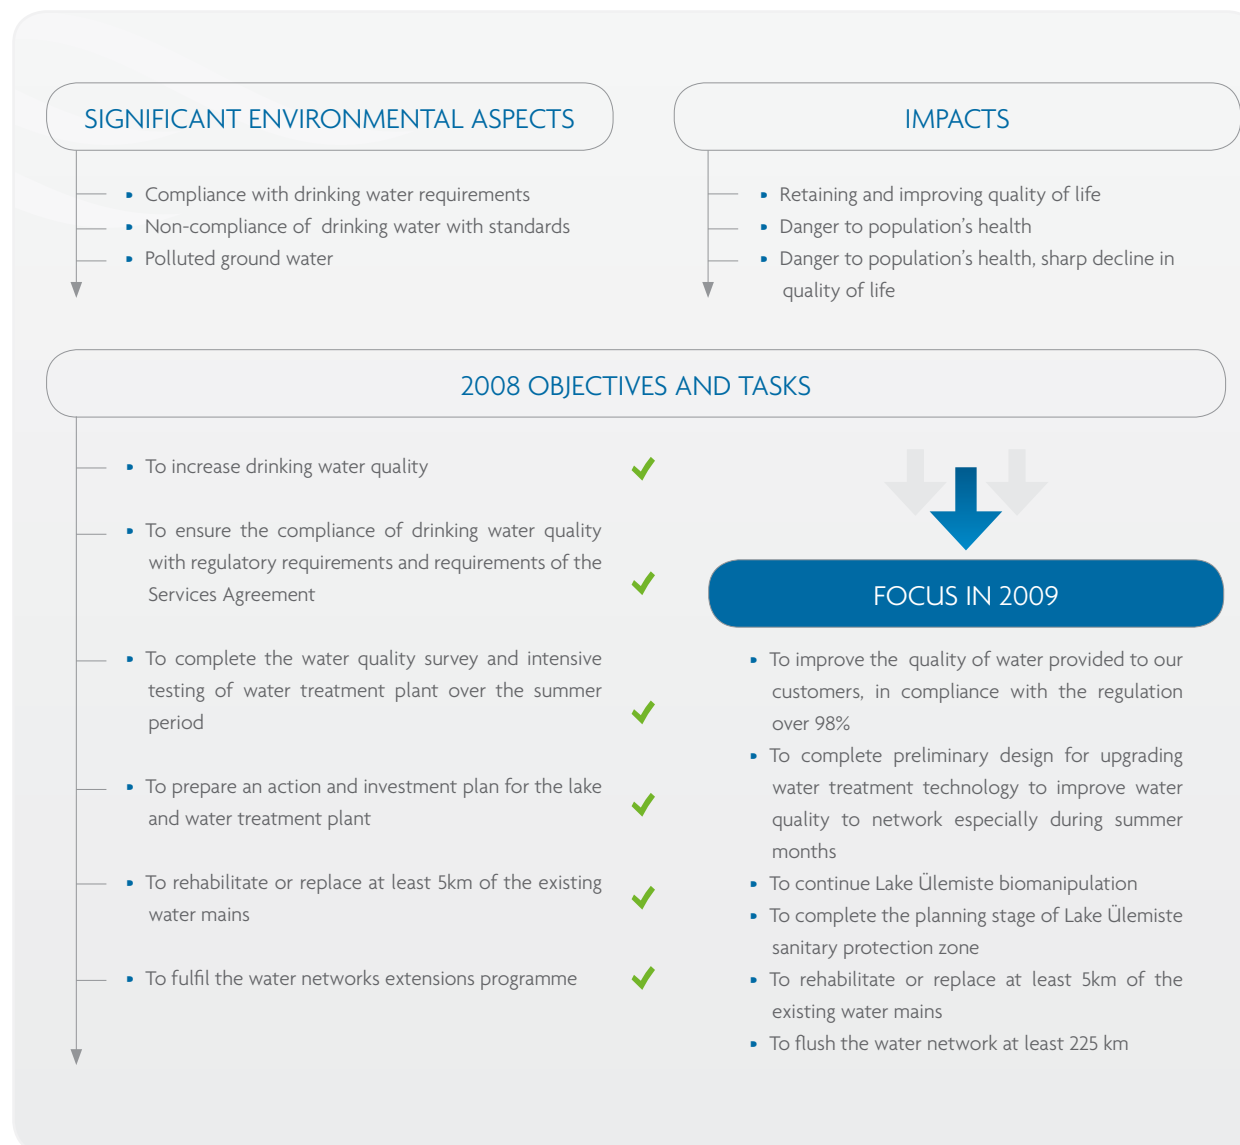 SIGNIFICANT ENVIRONMENTAL ASPECTS
Compliance with drinking water requirements
Non-compliance of drinking water with standards
Polluted ground water
IMPACTS
Retaining and improving quality of life
Danger to population's health
Danger to population's health, sharp decline in
quality of life
2008 OBJECTIVES AND TASKS
To increase drinking water quality
To ensure the compliance of drinking water quality
with regulatory requirements and requirements of the
Services Agreement
To complete the water quality survey and intensive
testing of water treatment plant over the summer
period
To prepare an action and investment plan for the lake
and water treatment plant
To rehabilitate or replace at least 5km of the existing
water mains
To fulfil the water networks extensions programme
FOCUS IN 2009
To improve the quality of water provided to our
customers, in compliance with the regulation
over 98%
To complete preliminary design for upgrading
water treatment technology to improve water
quality to network especially during summer
months
To continue Lake Ülemiste biomanipulation
To complete the planning stage of Lake Ülemiste
sanitary protection zone
To rehabilitate or replace at least 5km of the
existing water mains
To flush the water network at least 225 km